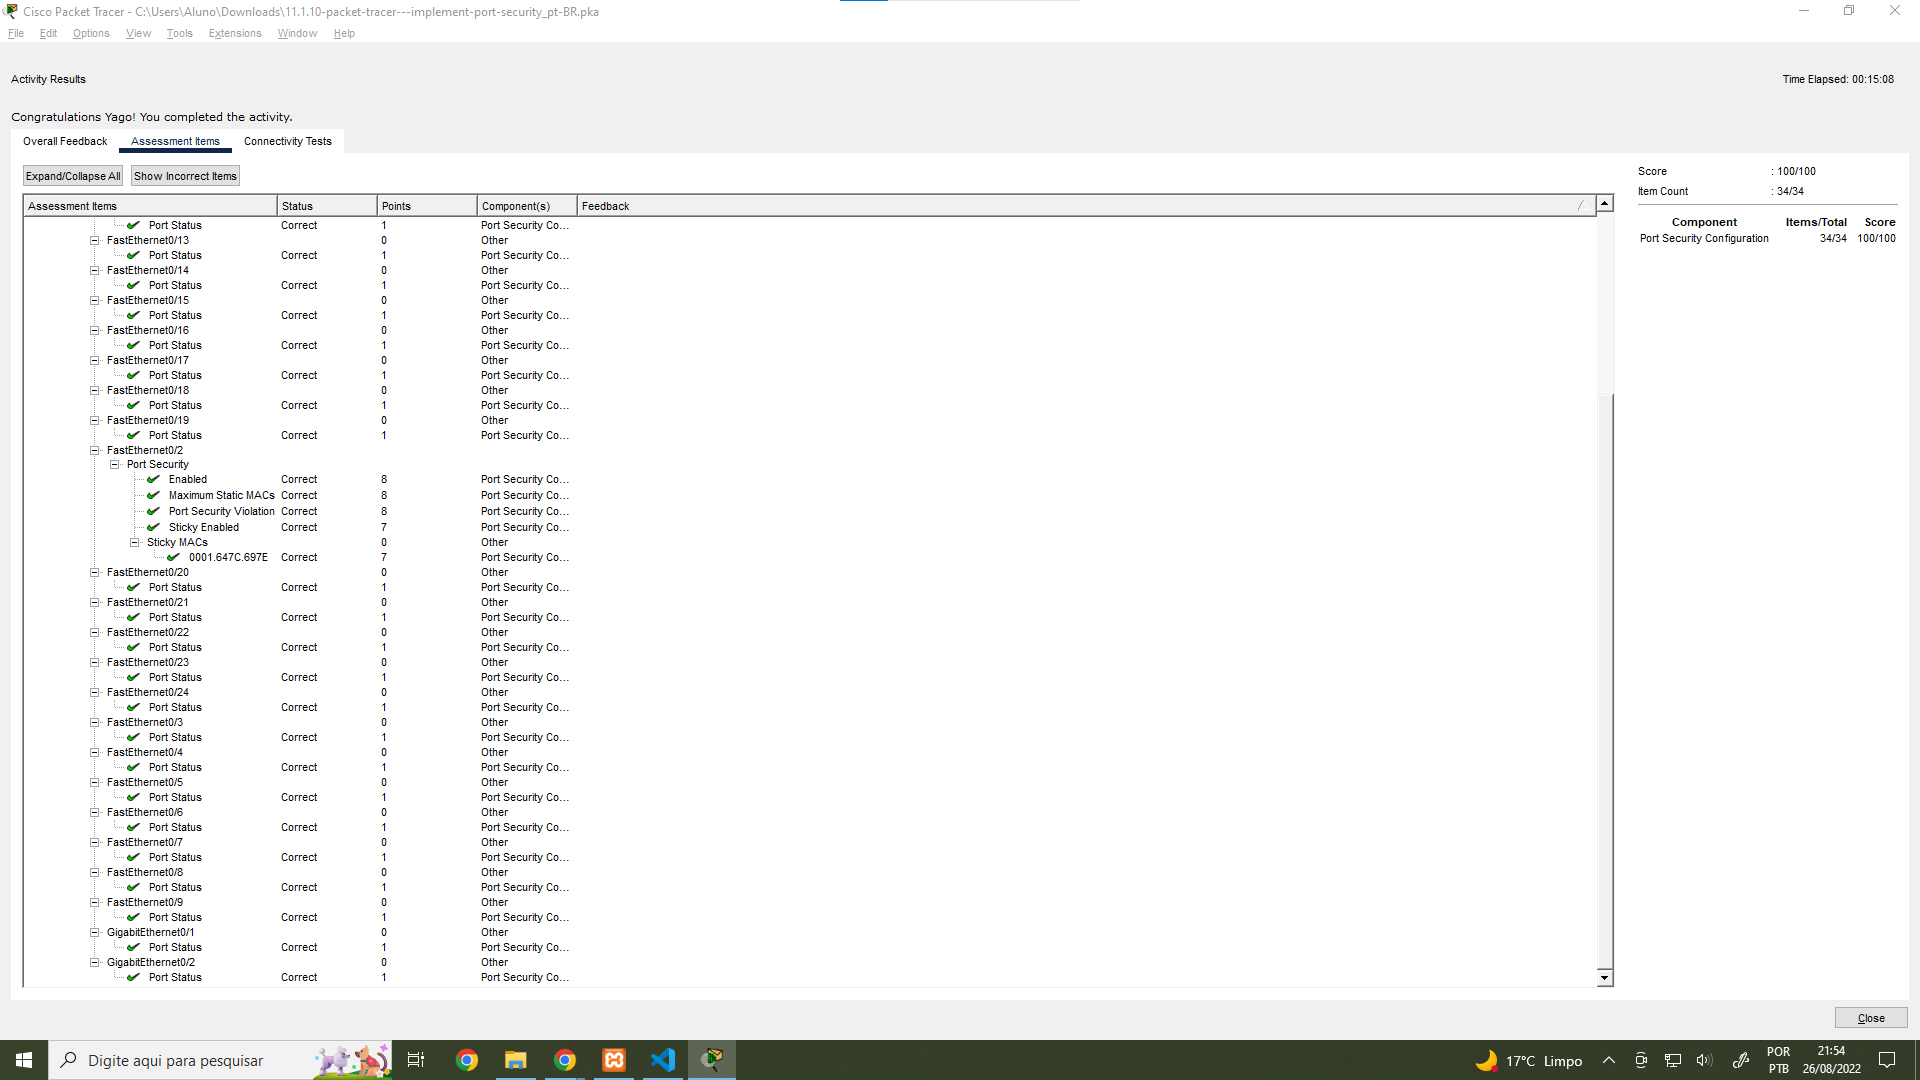 Cisco Packet Tracer - C:\Users\Aluno\Downloads\11.1.10-packet-tracer---implement-port-security_pt-BR.pka
File Edit Options View Tools Extensions Window Help
Activity Results
Time Elapsed: 00:15:08
Congratulations Yago! You completed the activity.
Overall Feedback Assessment Items Connectivity Tests
Expand/Collapse All Show Incorrect Items
Assessment Items Status Points Component(s) Feedback
Port Status Correct 1 Port Security Co...
FastEthernet0/13 0 Other
Port Status Correct 1 Port Security Co...
FastEthernet0/14 0 Other
Port Status Correct 1 Port Security Co...
FastEthernet0/15 0 Other
Port Status Correct 1 Port Security Co...
FastEthernet0/16 0 Other
Port Status Correct 1 Port Security Co...
FastEthernet0/17 0 Other
Port Status Correct 1 Port Security Co...
FastEthernet0/18 0 Other
Port Status Correct 1 Port Security Co...
FastEthernet0/19 0 Other
Port Status Correct 1 Port Security Co...
FastEthernet0/2
Port Security
Enabled Correct 8 Port Security Co...
Maximum Static MACs Correct 8 Port Security Co...
Port Security Violation Correct 8 Port Security Co...
Sticky Enabled Correct 7 Port Security Co...
Sticky MACs 0 Other
0001.647C.697E Correct 7 Port Security Co...
FastEthernet0/20 0 Other
Port Status Correct 1 Port Security Co...
FastEthernet0/21 0 Other
Port Status Correct 1 Port Security Co...
FastEthernet0/22 0 Other
Port Status Correct 1 Port Security Co...
FastEthernet0/23 0 Other
Port Status Correct 1 Port Security Co...
FastEthernet0/24 0 Other
Port Status Correct 1 Port Security Co...
FastEthernet0/3 0 Other
Port Status Correct 1 Port Security Co...
FastEthernet0/4 0 Other
Port Status Correct 1 Port Security Co...
FastEthernet0/5 0 Other
Port Status Correct 1 Port Security Co...
FastEthernet0/6 0 Other
Port Status Correct 1 Port Security Co...
FastEthernet0/7 0 Other
Port Status Correct 1 Port Security Co...
FastEthernet0/8 0 Other
Port Status Correct 1 Port Security Co...
FastEthernet0/9 0 Other
Port Status Correct 1 Port Security Co...
GigabitEthernet0/1 0 Other
Port Status Correct 1 Port Security Co...
GigabitEthernet0/2 0 Other
Port Status Correct 1 Port Security Co...
Score : 100/100
Item Count : 34/34
Component Items/Total Score
Port Security Configuration 34/34 100/100
Close
Digite aqui para pesquisar
17°C Limpo
POR
PTB
21:54
26/08/2022